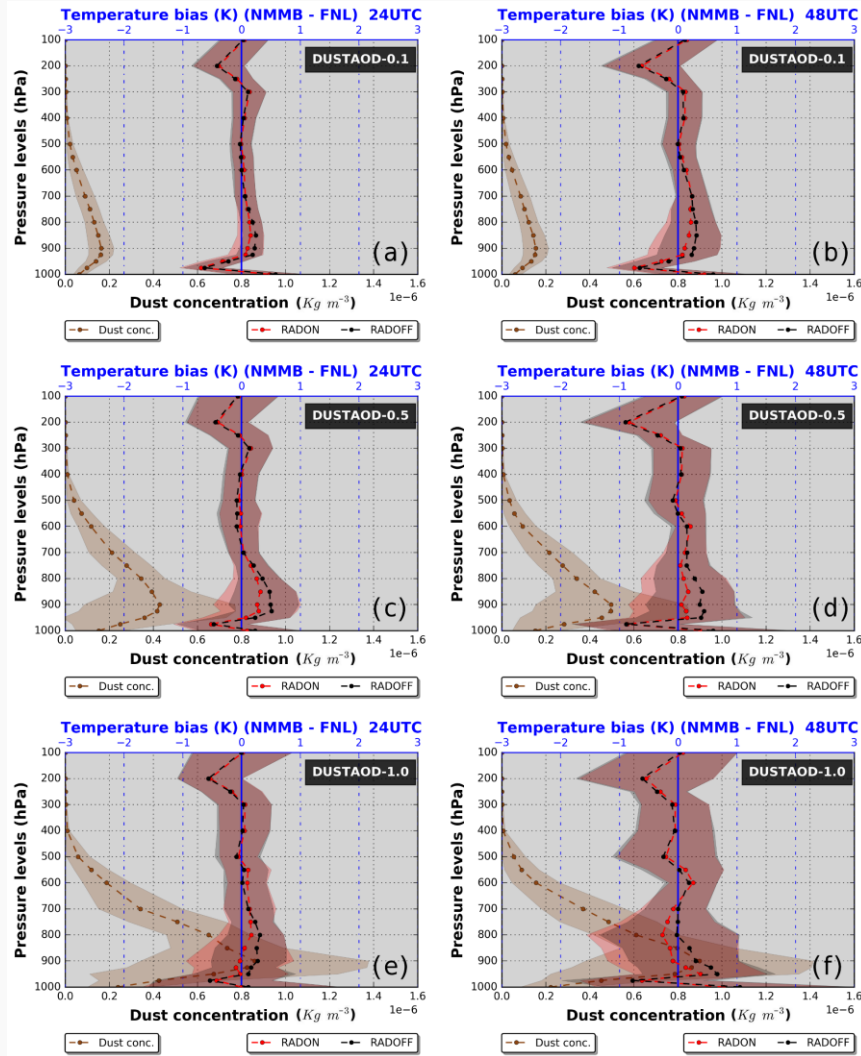 Temperature bias (K) (NMMB - FNL) 24UTC
−3 −2 −1 0 1 2 3
DUSTAOD-0.1
Pressure levels (hPa)
100
200
300
400
500
600
700
800
900
1000
(a)
0.0 0.2 0.4 0.6 0.8 1.0 1.2 1.4 1.6
1e−6
Dust concentration (Kg m⁻³)
Dust conc. RADON RADOFF
Temperature bias (K) (NMMB - FNL) 48UTC
−3 −2 −1 0 1 2 3
DUSTAOD-0.1
Pressure levels (hPa)
100
200
300
400
500
600
700
800
900
1000
(b)
0.0 0.2 0.4 0.6 0.8 1.0 1.2 1.4 1.6
1e−6
Dust concentration (Kg m⁻³)
Dust conc. RADON RADOFF
Temperature bias (K) (NMMB - FNL) 24UTC
−3 −2 −1 0 1 2 3
DUSTAOD-0.5
Pressure levels (hPa)
100
200
300
400
500
600
700
800
900
1000
(c)
0.0 0.2 0.4 0.6 0.8 1.0 1.2 1.4 1.6
1e−6
Dust concentration (Kg m⁻³)
Dust conc. RADON RADOFF
Temperature bias (K) (NMMB - FNL) 48UTC
−3 −2 −1 0 1 2 3
DUSTAOD-0.5
Pressure levels (hPa)
100
200
300
400
500
600
700
800
900
1000
(d)
0.0 0.2 0.4 0.6 0.8 1.0 1.2 1.4 1.6
1e−6
Dust concentration (Kg m⁻³)
Dust conc. RADON RADOFF
Temperature bias (K) (NMMB - FNL) 24UTC
−3 −2 −1 0 1 2 3
DUSTAOD-1.0
Pressure levels (hPa)
100
200
300
400
500
600
700
800
900
1000
(e)
0.0 0.2 0.4 0.6 0.8 1.0 1.2 1.4 1.6
1e−6
Dust concentration (Kg m⁻³)
Dust conc. RADON RADOFF
Temperature bias (K) (NMMB - FNL) 48UTC
−3 −2 −1 0 1 2 3
DUSTAOD-1.0
Pressure levels (hPa)
100
200
300
400
500
600
700
800
900
1000
(f)
0.0 0.2 0.4 0.6 0.8 1.0 1.2 1.4 1.6
1e−6
Dust concentration (Kg m⁻³)
Dust conc. RADON RADOFF